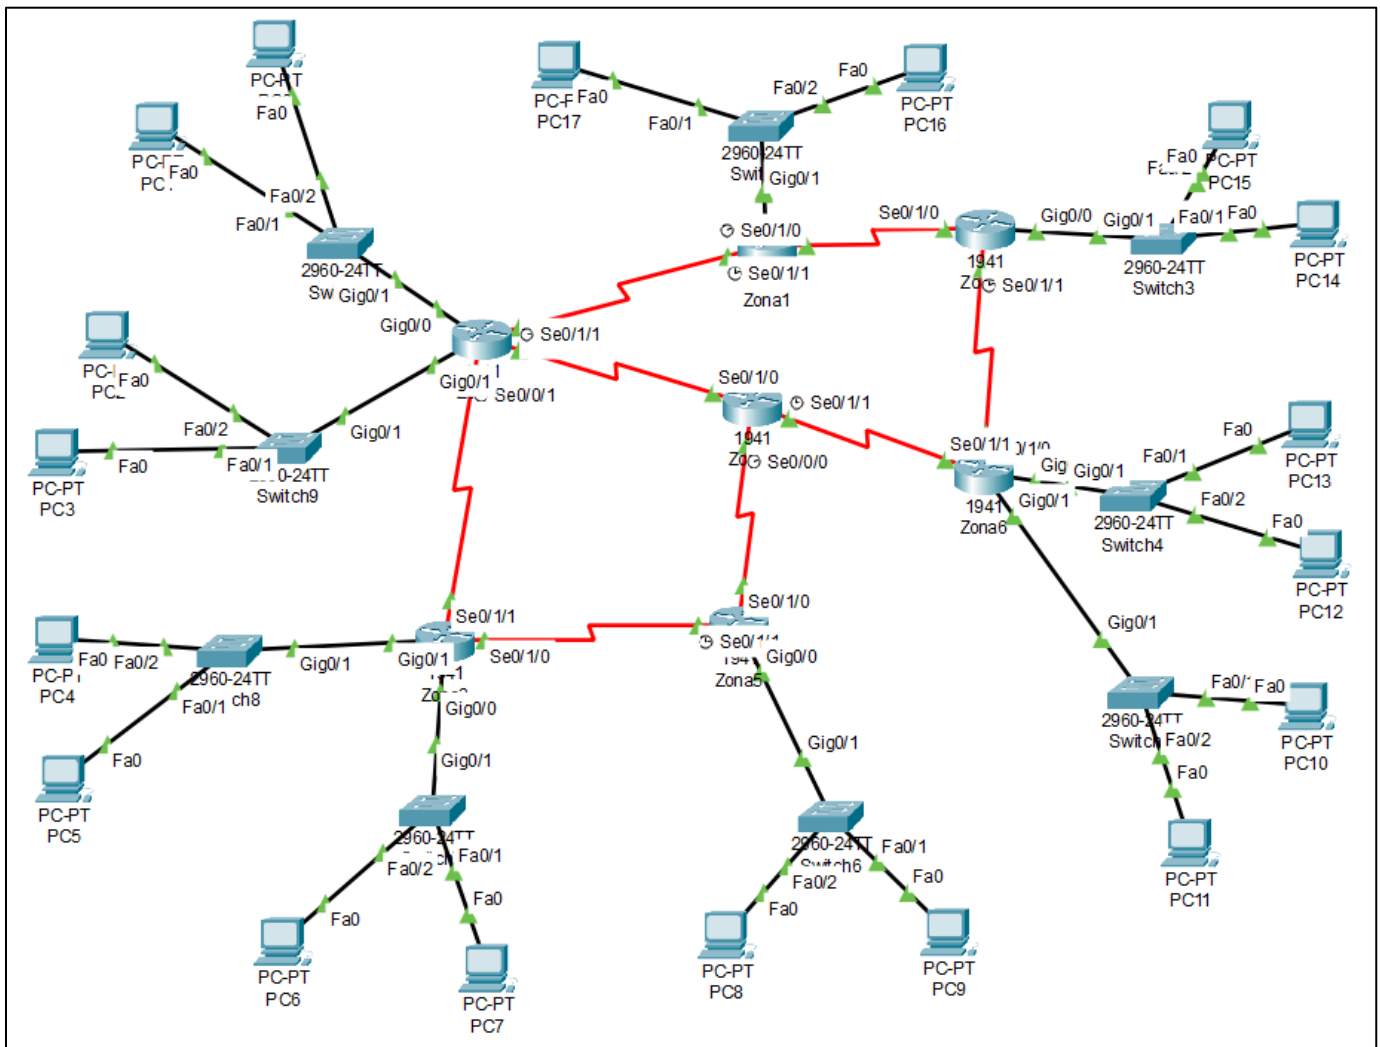 PC-PT
Fa0
Fa0
Fa0/2
Fa0/1
2960-24TT
Gig0/1
Gig0/0
PC17
Fa0
Fa0/1
Fa0/2
Fa0
PC-PT
PC16
2960-24TT
Gig0/1
Se0/1/0
Se0/1/1
Zona1
Se0/1/0
1941
Se0/1/1
Gig0/0
Gig0/1
Fa0/1
Fa0
Fa0
PC-PT
PC15
2960-24TT
Switch3
PC-PT
PC14
Se0/1/1
Gig0/1
Se0/0/1
Fa0
Fa0/2
Gig0/1
Fa0
Fa0/1
PC-PT
PC3
Switch9
Se0/1/0
Se0/1/1
1941
Se0/0/0
Se0/1/1
1941
Zona6
Gig0/1
Gig0/1
Fa0/1
Fa0
PC-PT
PC13
Fa0/2
Fa0
2960-24TT
Switch4
PC-PT
PC12
Gig0/1
2960-24TT
Switch
Fa0
Fa0/2
Fa0
PC-PT
PC10
PC-PT
PC11
Fa0
Fa0/2
PC4
Fa0/1
2960-24TT
Gig0/1
Gig0/1
Se0/1/1
Se0/1/0
Gig0/0
Fa0
PC-PT
PC5
Gig0/1
Fa0/2
Fa0/1
Fa0
Fa0
PC-PT
PC6
PC-PT
PC7
Se0/1/0
Se0/1/1
Gig0/0
Zona5
Gig0/1
2960-24TT
Switch6
Fa0/2
Fa0/1
Fa0
Fa0
PC-PT
PC8
PC-PT
PC9